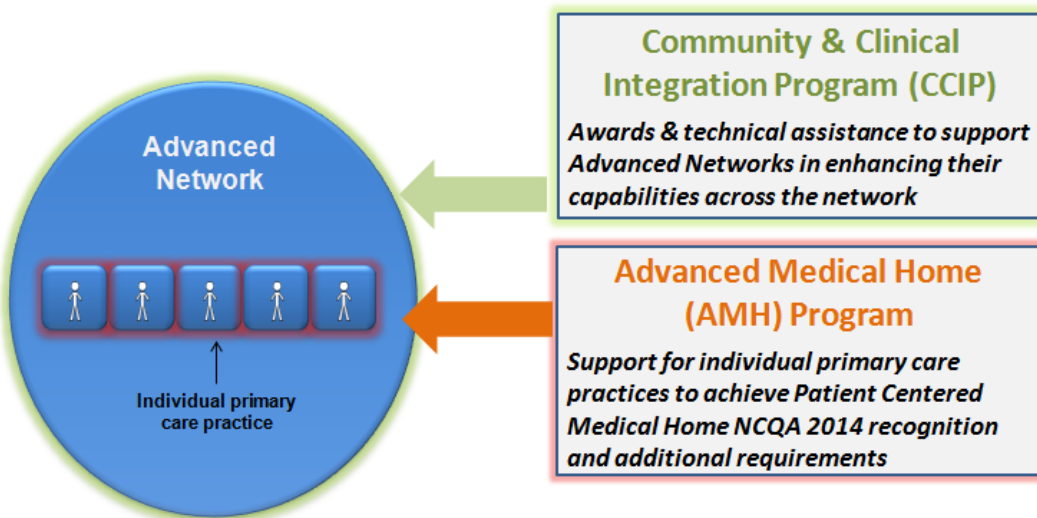 Advanced
Network
Individual primary
care practice
Community & Clinical
Integration Program (CCIP)
Awards & technical assistance to support
Advanced Networks in enhancing their
capabilities across the network
Advanced Medical Home
(AMH) Program
Support for individual primary care
practices to achieve Patient Centered
Medical Home NCQA 2014 recognition
and additional requirements